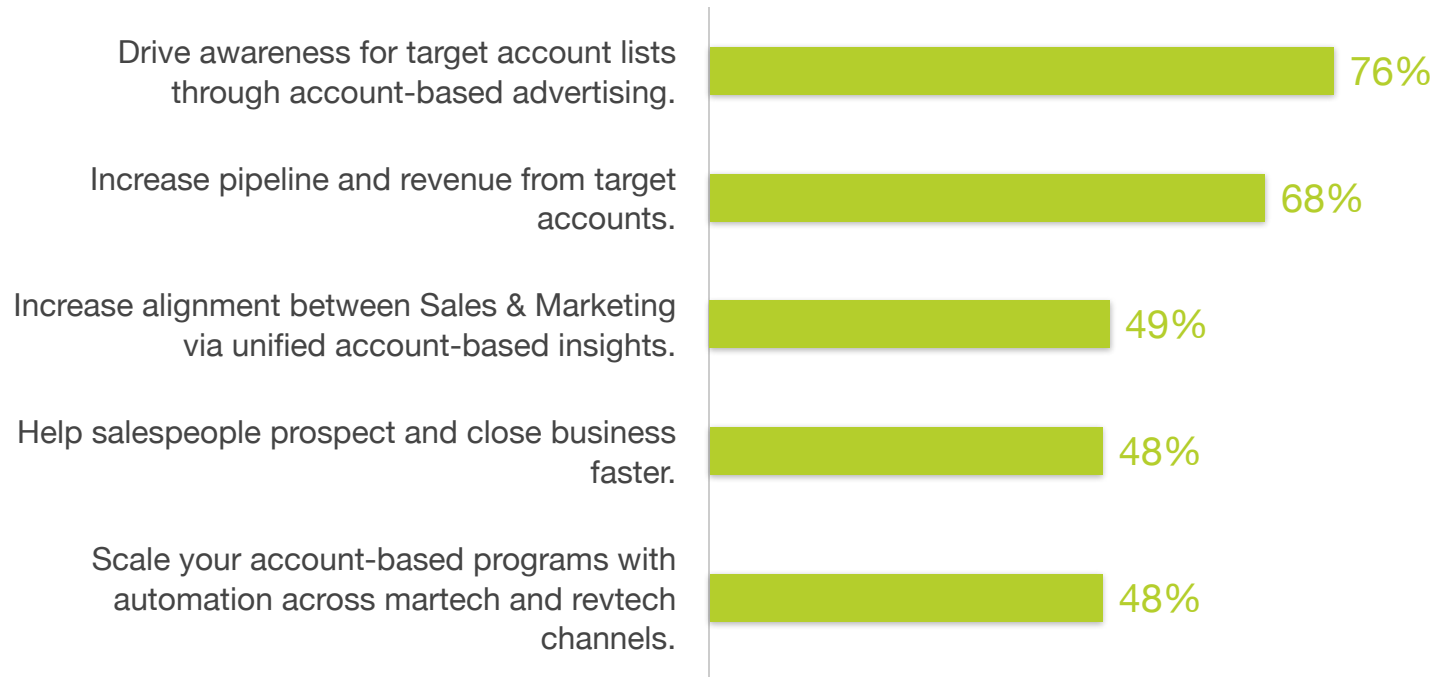 Drive awareness for target account lists
through account-based advertising.
76%
Increase pipeline and revenue from target
accounts.
68%
Increase alignment between Sales & Marketing
via unified account-based insights.
49%
Help salespeople prospect and close business
faster.
48%
Scale your account-based programs with
automation across martech and revtech
channels.
48%